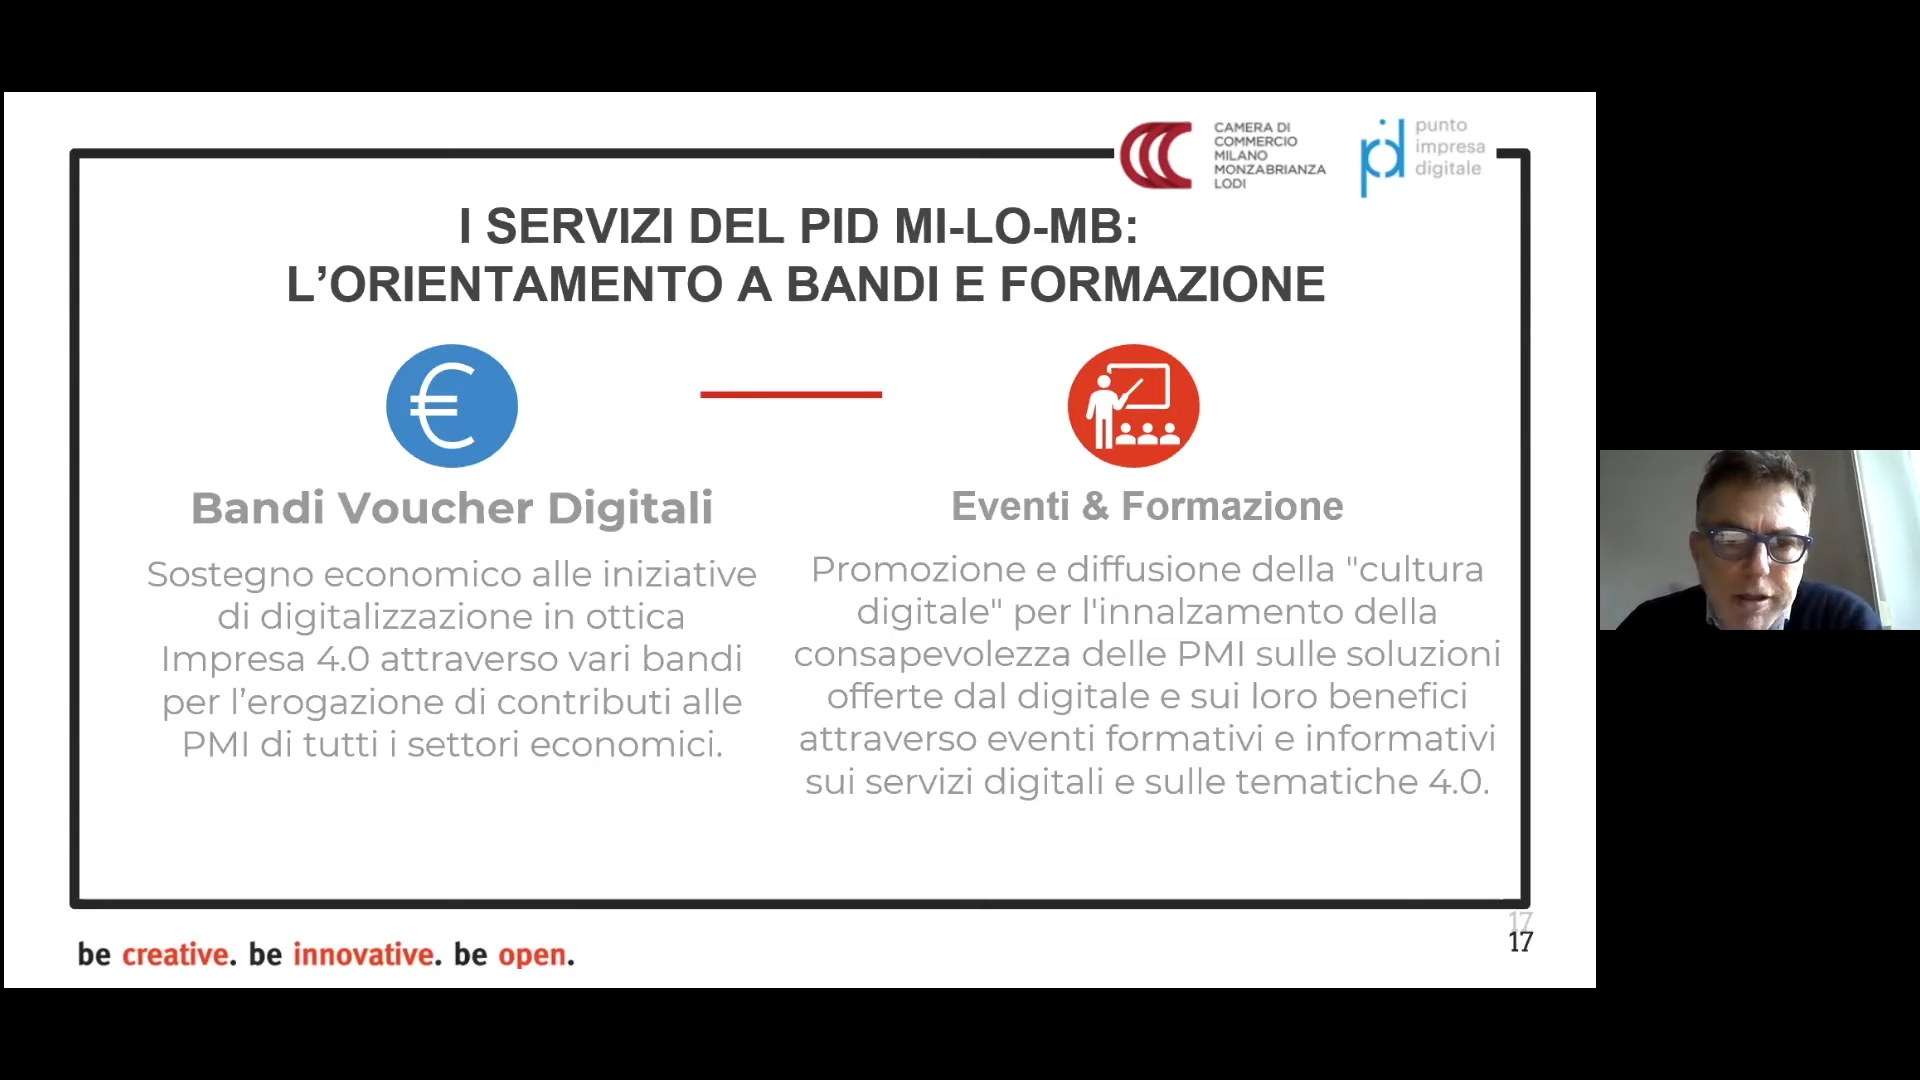 CAMERA DI
COMMERCIO
MILANO
MONZABRIANZA
LODI
punto
impresa
digitale
I SERVIZI DEL PID MI-LO-MB:
L’ORIENTAMENTO A BANDI E FORMAZIONE
Bandi Voucher Digitali
Sostegno economico alle iniziative
di digitalizzazione in ottica
Impresa 4.0 attraverso vari bandi
per l’erogazione di contributi alle
PMI di tutti i settori economici.
Eventi & Formazione
Promozione e diffusione della "cultura
digitale" per l'innalzamento della
consapevolezza delle PMI sulle soluzioni
offerte dal digitale e sui loro benefici
attraverso eventi formativi e informativi
sui servizi digitali e sulle tematiche 4.0.
17
17
be creative. be innovative. be open.